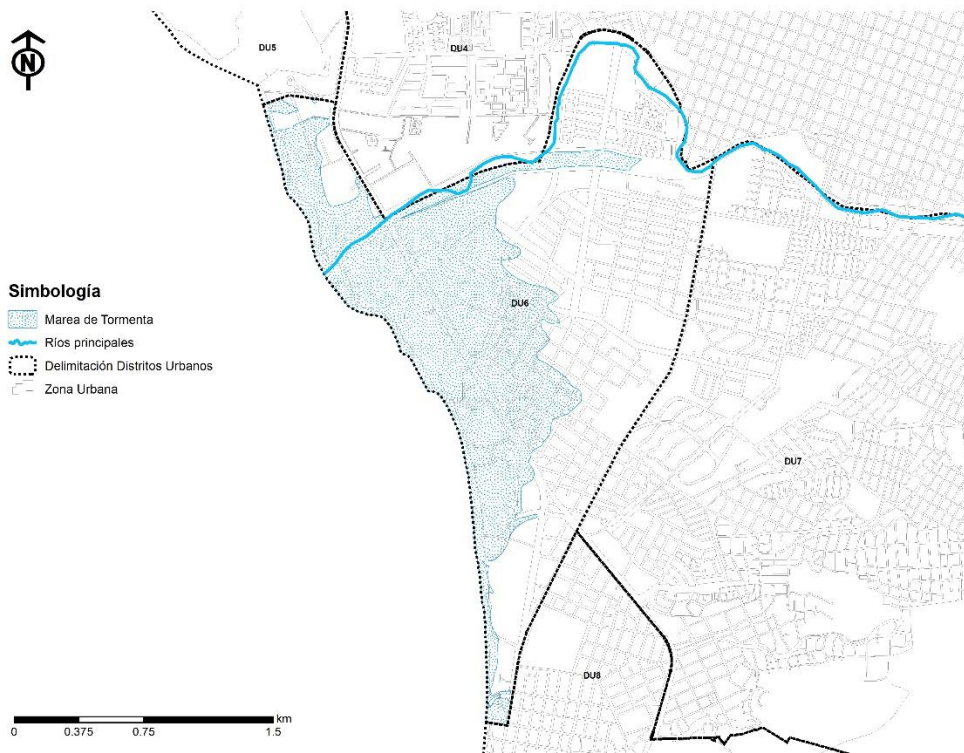 N
DU5
DU4
DU6
DU7
DU8
Simbología
Marea de Tormenta
Ríos principales
Delimitación Distritos Urbanos
Zona Urbana
km
0 0.375 0.75 1.5